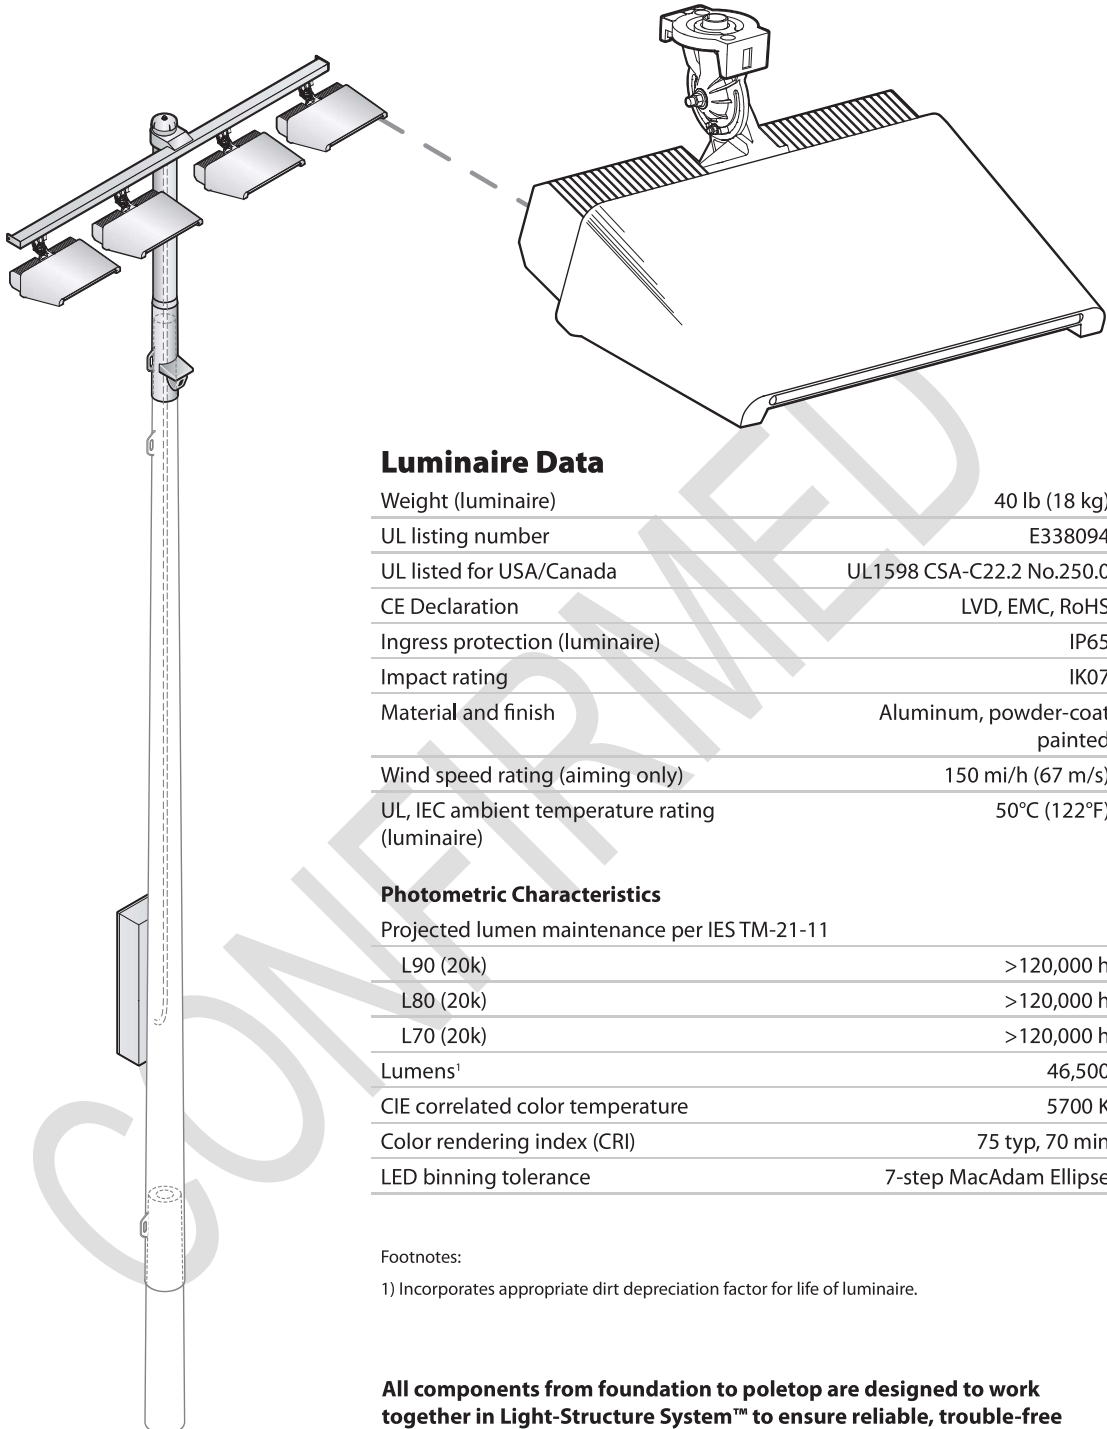 Luminaire Data
Weight (luminaire) 40 lb (18 kg)
UL listing number E338094
UL listed for USA/Canada UL1598 CSA-C22.2 No.250.0
CE Declaration LVD, EMC, RoHS
Ingress protection (luminaire) IP65
Impact rating IK07
Material and finish Aluminum, powder-coat
painted
Wind speed rating (aiming only) 150 mi/h (67 m/s)
UL, IEC ambient temperature rating 50°C (122°F)
(luminaire)
Photometric Characteristics
Projected lumen maintenance per IES TM-21-11
L90 (20k) >120,000 h
L80 (20k) >120,000 h
L70 (20k) >120,000 h
Lumens¹ 46,500
CIE correlated color temperature 5700 K
Color rendering index (CRI) 75 typ, 70 min
LED binning tolerance 7-step MacAdam Ellipse
Footnotes:
1) Incorporates appropriate dirt depreciation factor for life of luminaire.
All components from foundation to poletop are designed to work
together in Light-Structure System™ to ensure reliable, trouble-free
CONFIRMED